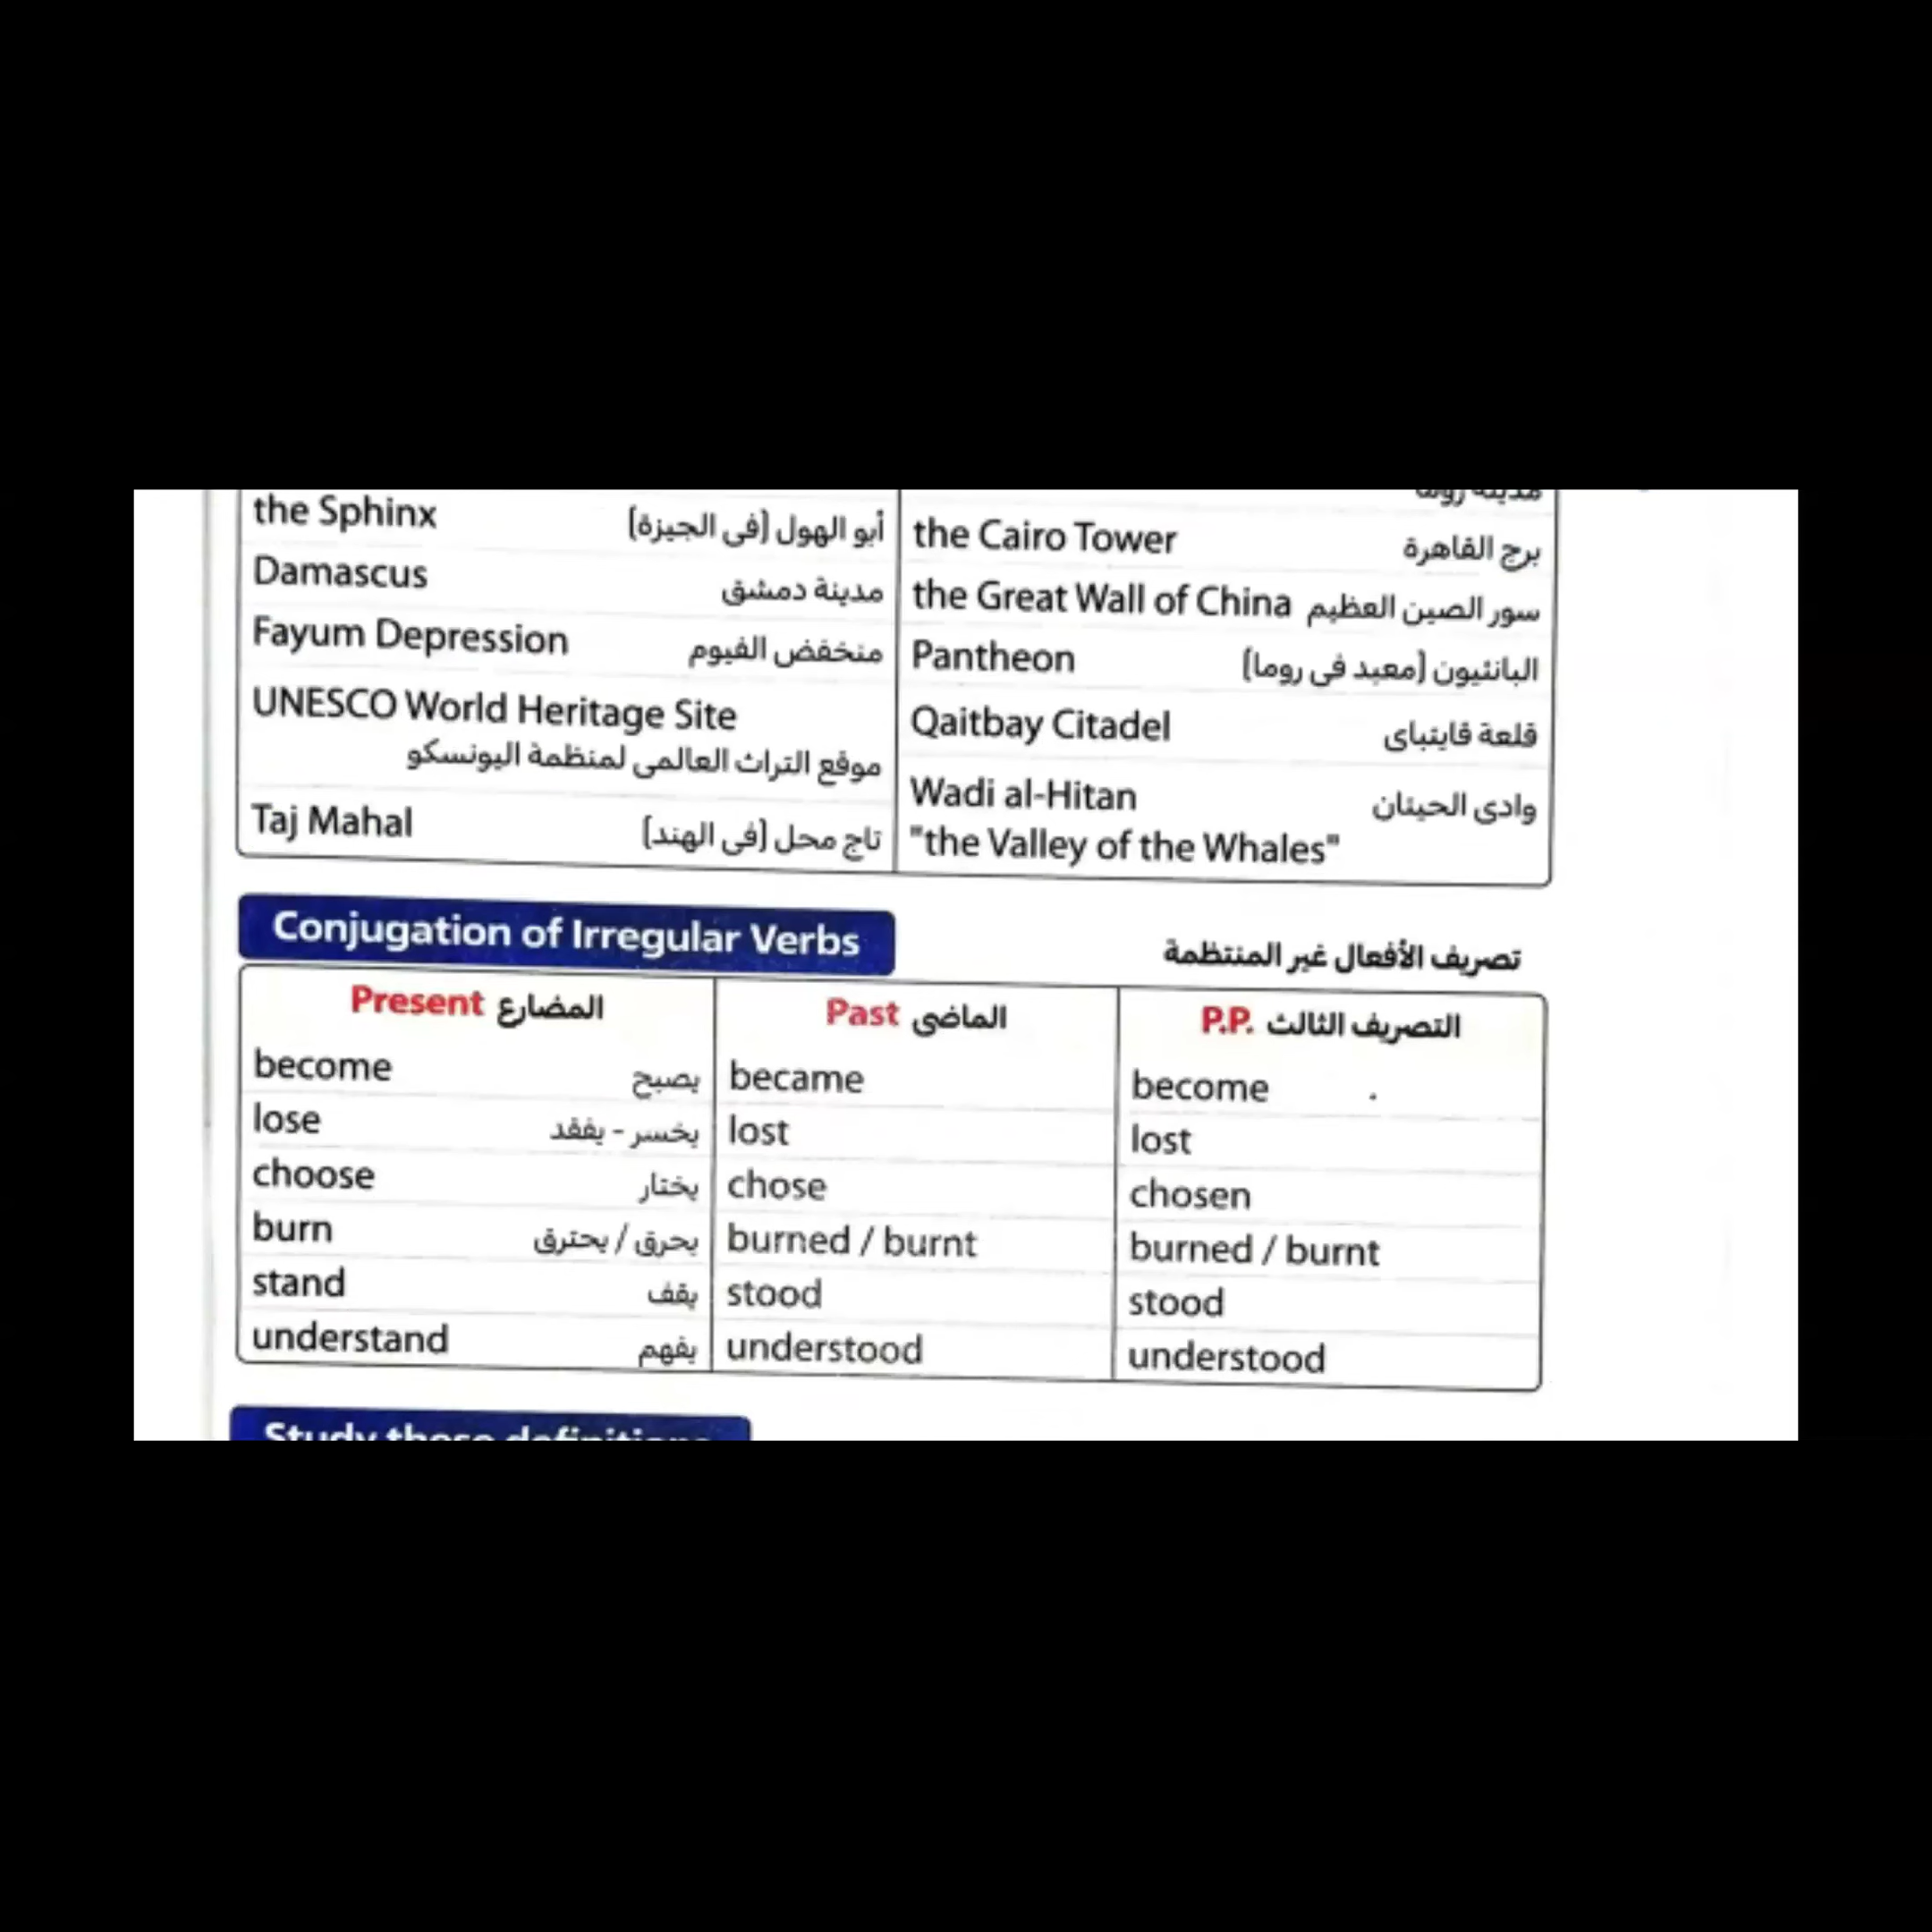 the Sphinx أبو الهول (فى الجيزة)
Damascus مدينة دمشق
Fayum Depression منخفض الفيوم
UNESCO World Heritage Site
موقع التراث العالمى لمنظمة اليونسكو
Taj Mahal تاج محل (فى الهند)
the Cairo Tower برج القاهرة
the Great Wall of China سور الصين العظيم
Pantheon البانثيون (معبد فى روما)
Qaitbay Citadel قلعة قايتباى
Wadi al-Hitan وادى الحيتان
"the Valley of the Whales"
Conjugation of Irregular Verbs تصريف الأفعال غير المنتظمة
Present المضارع Past الماضى P.P. التصريف الثالث
become يصبح became become
lose يخسر - يفقد lost lost
choose يختار chose chosen
burn يحرق / يحترق burned / burnt burned / burnt
stand يقف stood stood
understand يفهم understood understood
Study these definitions